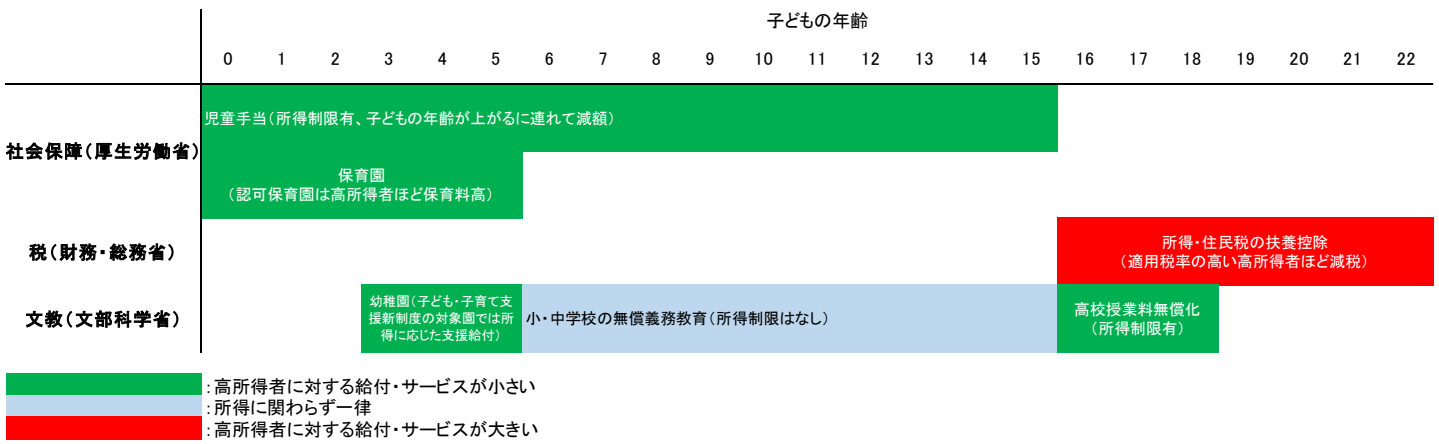 子どもの年齢
0 1 2 3 4 5 6 7 8 9 10 11 12 13 14 15 16 17 18 19 20 21 22
社会保障(厚生労働省)
児童手当(所得制限有、子どもの年齢が上がるに連れて減額)
保育園
(認可保育園は高所得者ほど保育料高)
税(財務・総務省)
所得・住民税の扶養控除
(適用税率の高い高所得者ほど減税)
文教(文部科学省)
幼稚園(子ども・子育て支
援新制度の対象園では所
得に応じた支援給付)
小・中学校の無償義務教育(所得制限はなし)
高校授業料無償化
(所得制限有)
:高所得者に対する給付・サービスが小さい
:所得に関わらず一律
:高所得者に対する給付・サービスが大きい